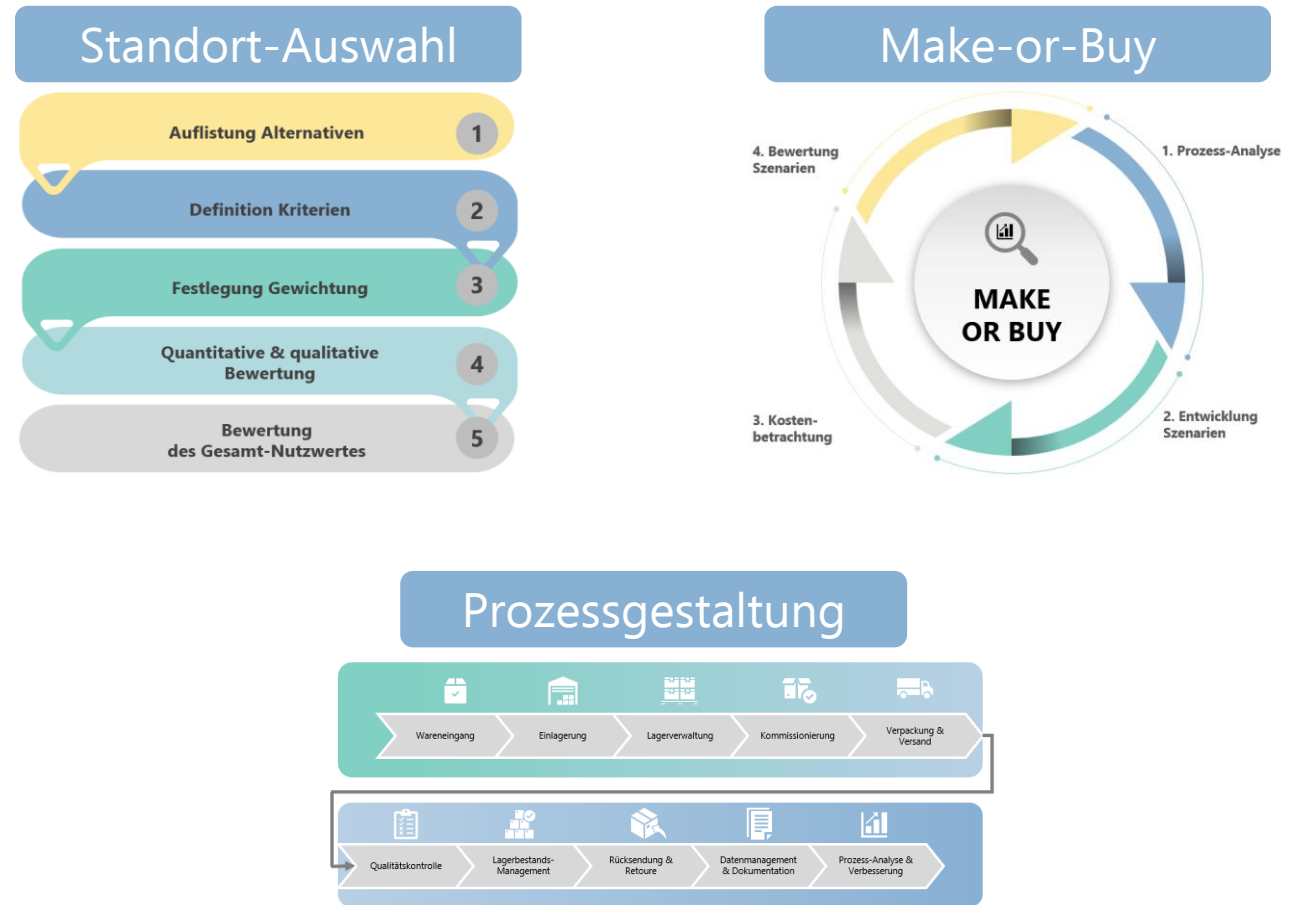 Standort-Auswahl
Auflistung Alternativen
1
Definition Kriterien
2
Festlegung Gewichtung
3
Quantitative & qualitative
Bewertung
4
Bewertung
des Gesamt-Nutzwertes
5
Make-or-Buy
4. Bewertung
Szenarien
1. Prozess-Analyse
MAKE
OR BUY
3. Kosten-
betrachtung
2. Entwicklung
Szenarien
Prozessgestaltung
Wareneingang
Einlagerung
Lagerverwaltung
Kommissionierung
Verpackung &
Versand
Qualitätskontrolle
Lagerbestands-
Management
Rücksendung &
Retoure
Datenmanagement
& Dokumentation
Prozess-Analyse &
Verbesserung